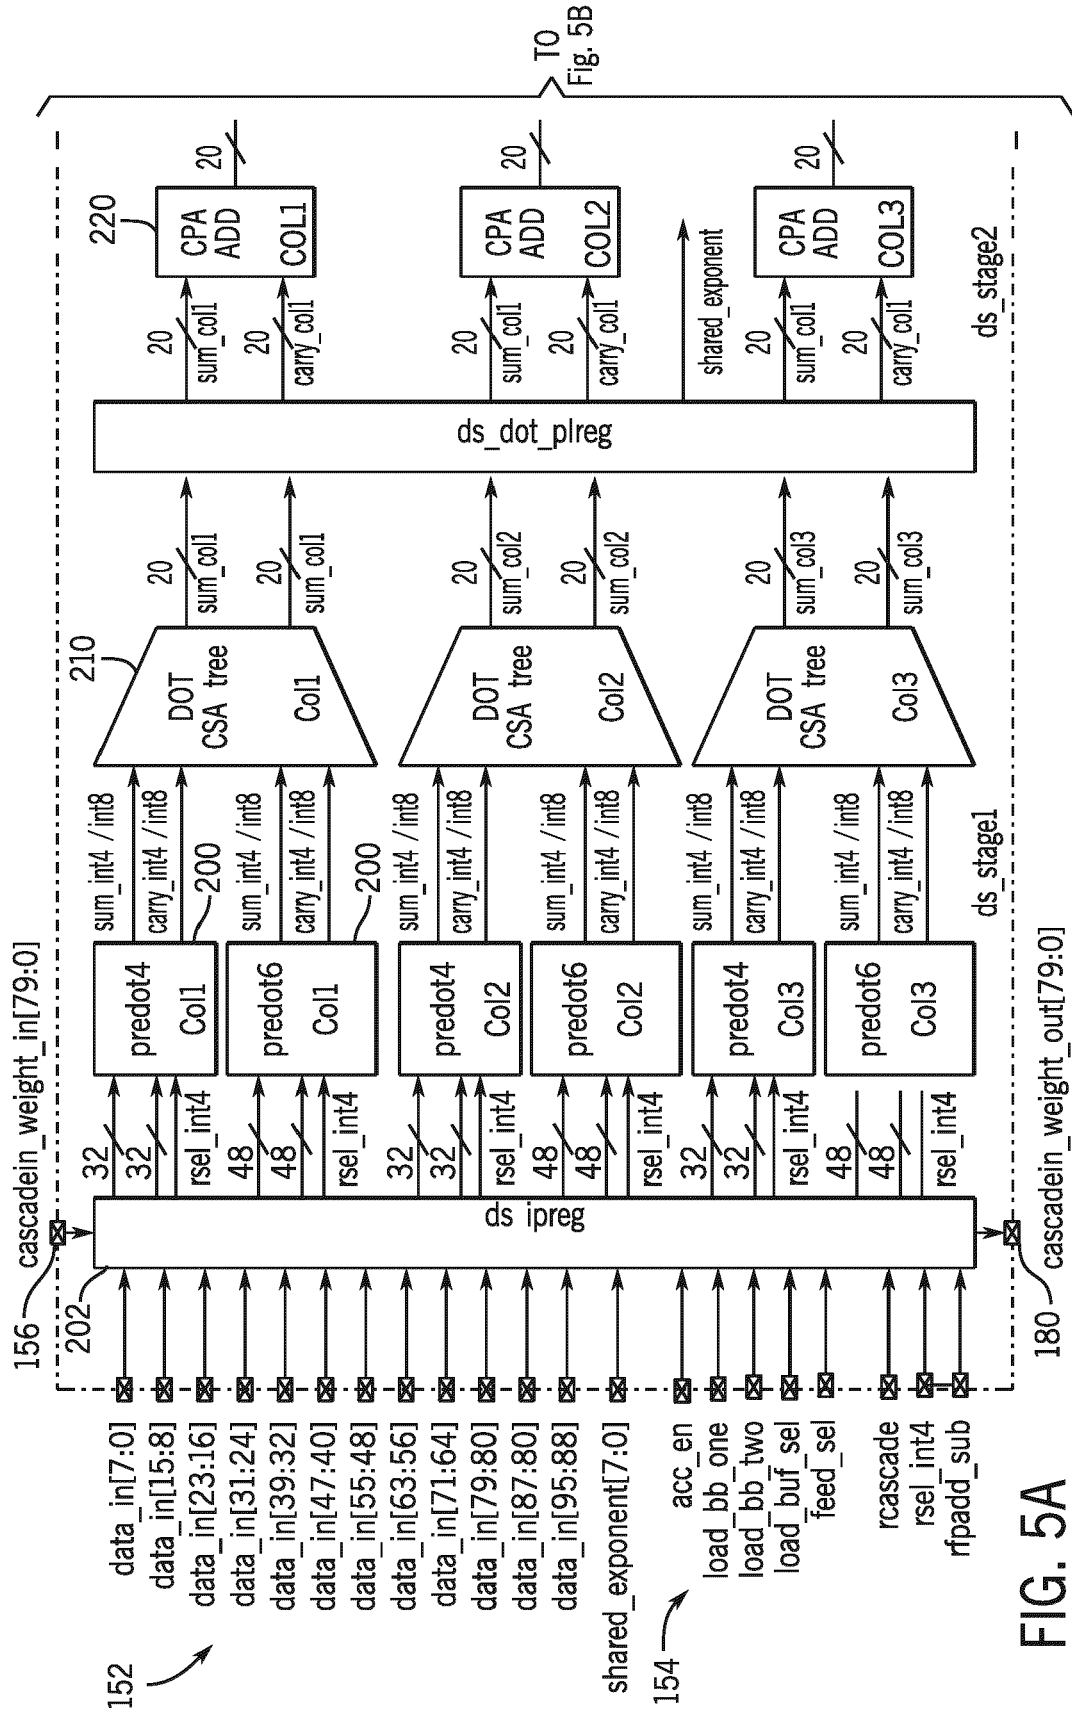 156
cascadein_weight_in[79:0]
202
152
data_in[7:0]
data_in[15:8]
data_in[23:16]
data_in[31:24]
data_in[39:32]
data_in[47:40]
data_in[55:48]
data_in[63:56]
data_in[71:64]
data_in[79:80]
data_in[87:80]
data_in[95:88]
shared_exponent[7:0]
154
acc_en
load_bb_one
load_bb_two
load_buf_sel
feed_sel
rcascade
rsel_int4
rfpadd_sub
ds_ipreg
32
32
rsel_int4
48
48
rsel_int4
32
32
rsel_int4
48
48
rsel_int4
32
32
rsel_int4
48
48
rsel_int4
predot4
Col1
200
predot6
Col1
200
predot4
Col2
predot6
Col2
predot4
Col3
predot6
Col3
sum_int4 /int8
carry_int4 /int8
sum_int4 /int8
carry_int4 /int8
sum_int4 /int8
carry_int4 /int8
sum_int4 /int8
carry_int4 /int8
sum_int4 /int8
carry_int4 /int8
sum_int4 /int8
carry_int4 /int8
ds_stage1
210
DOT
CSA tree
Col1
DOT
CSA tree
Col2
DOT
CSA tree
Col3
20
sum_col1
20
sum_col1
20
sum_col2
20
sum_col2
20
sum_col3
20
sum_col3
ds_dot_plreg
20
sum_col1
20
carry_col1
20
sum_col1
20
carry_col1
shared_exponent
20
sum_col1
20
carry_col1
220
CPA
ADD
COL1
20
CPA
ADD
COL2
20
CPA
ADD
COL3
20
ds_stage2
TO
Fig. 5B
180
cascadein_weight_out[79:0]
FIG. 5A